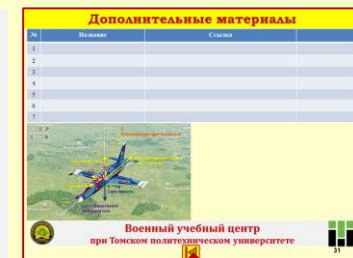 Дополнительные материалы
№ Название Ссылка
1
2
3
4
5
6
7
Военный учебный центр
при Томском политехническом университете
31